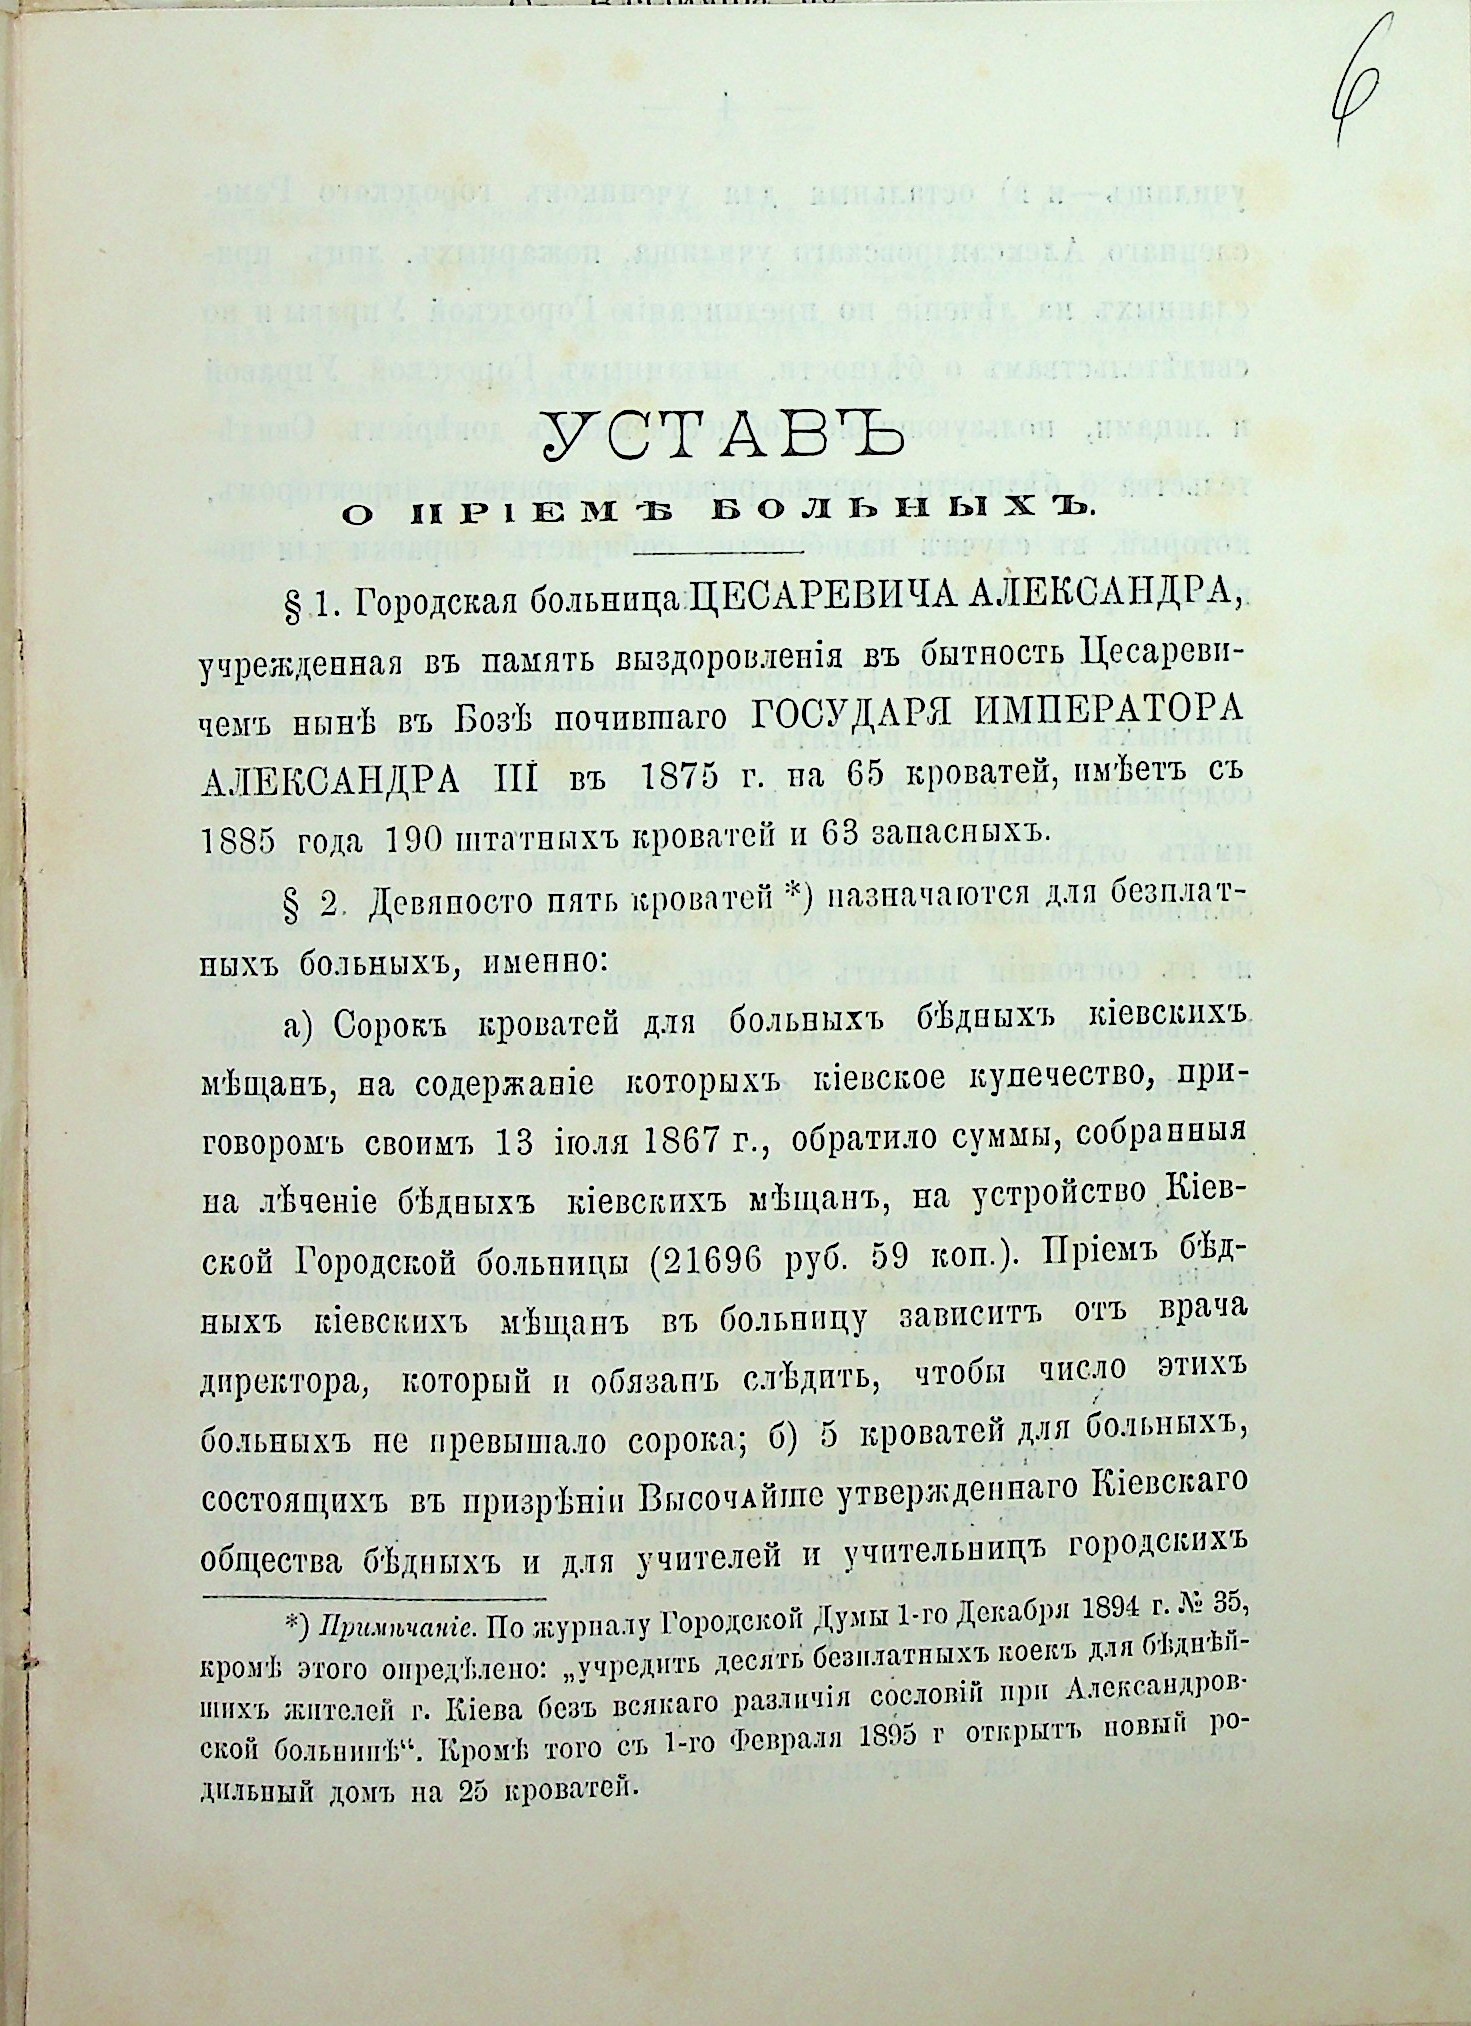 6
УСТАВЪ
О ПРІЕМѢ БОЛЬНЫХЪ.
§ 1. Городская больница ЦЕСАРЕВИЧА АЛЕКСАНДРА,
учрежденная въ память выздоровленія въ бытность Цесареви-
чемъ нынѣ въ Бозѣ почившаго ГОСУДАРЯ ИМПЕРАТОРА
АЛЕКСАНДРА III въ 1875 г. на 65 кроватей, имѣетъ съ
1885 года 190 штатныхъ кроватей и 63 запасныхъ.
§ 2. Девяносто пять кроватей *) назначаются для безплат-
ныхъ больныхъ, именно:
а) Сорокъ кроватей для больныхъ бѣдныхъ кіевскихъ
мѣщанъ, на содержаніе которыхъ кіевское купечество, при-
говоромъ своимъ 13 іюля 1867 г., обратило суммы, собранныя
на лѣченіе бѣдныхъ кіевскихъ мѣщанъ, на устройство Кіев-
ской Городской больницы (21696 руб. 59 коп.). Пріемъ бѣд-
ныхъ кіевскихъ мѣщанъ въ больницу зависитъ отъ врача
директора, который и обязанъ слѣдить, чтобы число этихъ
больныхъ не превышало сорока; б) 5 кроватей для больныхъ,
состоящихъ въ призрѣніи ВЫСОЧАЙШЕ утвержденнаго Кіевскаго
общества бѣдныхъ и для учителей и учительницъ городскихъ
*) Примѣчаніе. По журналу Городской Думы 1-го Декабря 1894 г. № 35,
кромѣ этого опредѣлено: „учредить десять безплатныхъ коекъ для бѣднѣй-
шихъ жителей г. Кіева безъ всякаго различія сословій при Александров-
ской больницѣ“. Кромѣ того съ 1-го Февраля 1895 г открытъ новый ро-
дильный домъ на 25 кроватей.